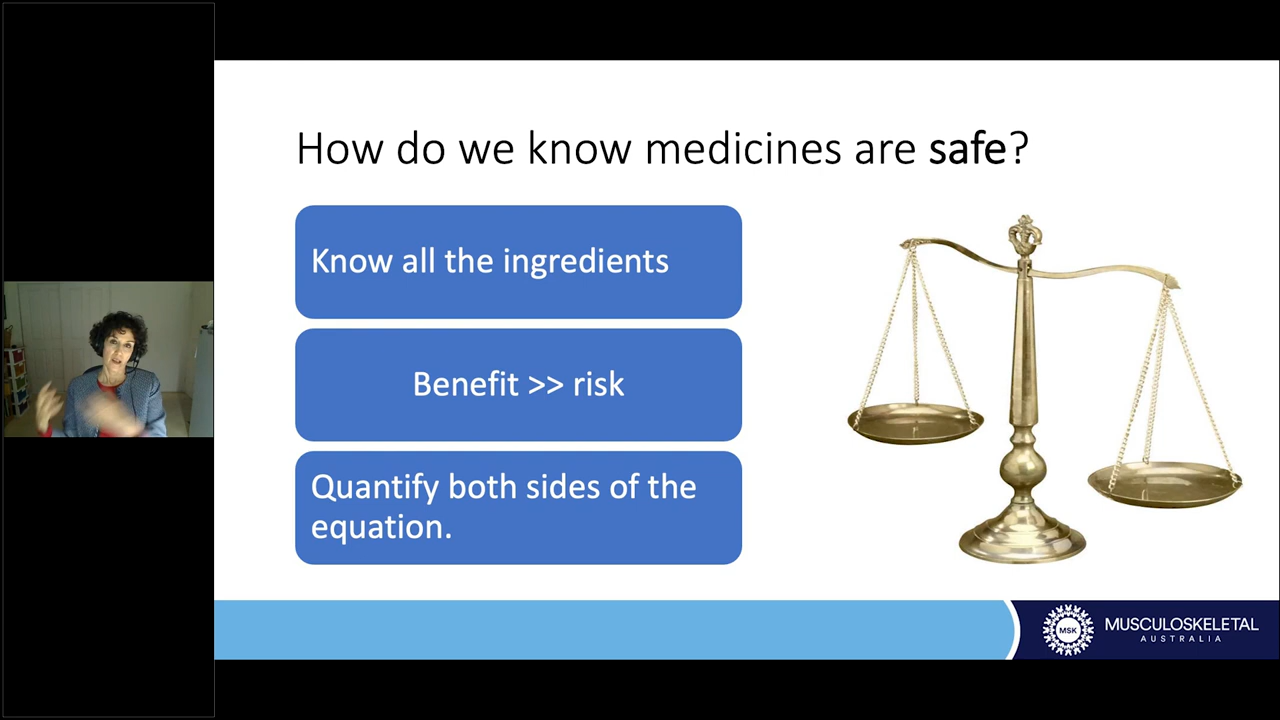 How do we know medicines are safe?
Know all the ingredients
Benefit >> risk
Quantify both sides of the
equation.
MSK
MUSCULOSKELETAL
AUSTRALIA